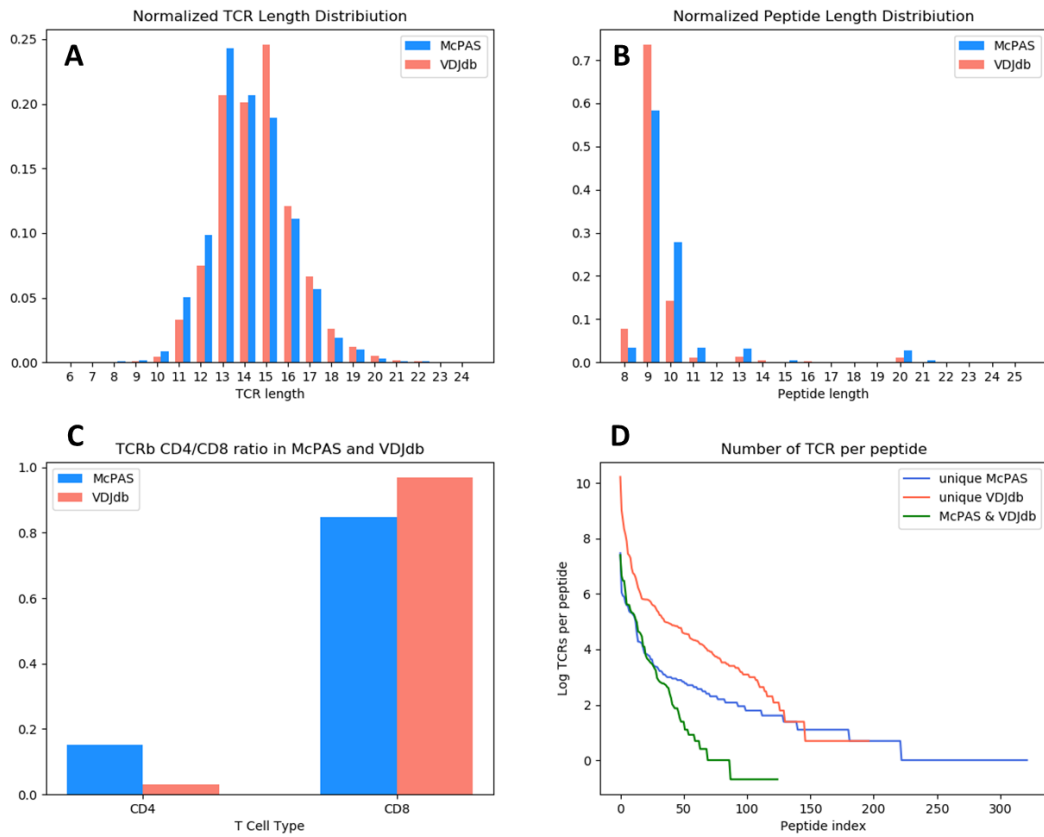 Normalized TCR Length Distribiution
A
McPAS
VDJdb
0.25
0.20
0.15
0.10
0.05
0.00
6 7 8 9 10 11 12 13 14 15 16 17 18 19 20 21 22 23 24
TCR length
Normalized Peptide Length Distribiution
B
McPAS
VDJdb
0.7
0.6
0.5
0.4
0.3
0.2
0.1
0.0
8 9 10 11 12 13 14 15 16 17 18 19 20 21 22 23 24 25
Peptide length
C
TCRb CD4/CD8 ratio in McPAS and VDJdb
McPAS
VDJdb
1.0
0.8
0.6
0.4
0.2
0.0
CD4 CD8
T Cell Type
D
Number of TCR per peptide
unique McPAS
unique VDJdb
McPAS & VDJdb
Log TCRs per peptide
10
8
6
4
2
0
0 50 100 150 200 250 300
Peptide index